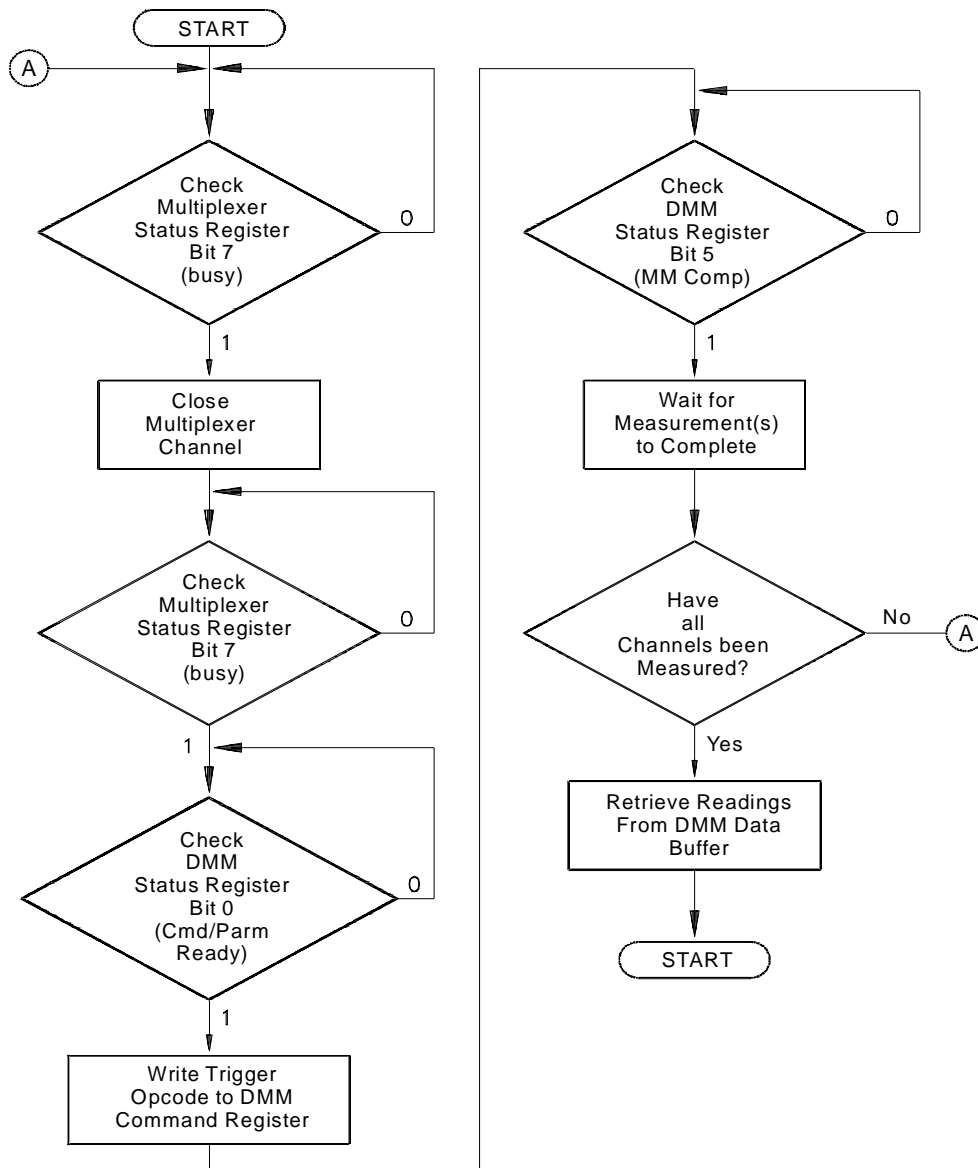 START
A
Check
Multiplexer
Status Register
Bit 7
(busy)
0
1
Close
Multiplexer
Channel
Check
Multiplexer
Status Register
Bit 7
(busy)
0
1
Check
DMM
Status Register
Bit 0
(Cmd/Parm
Ready)
0
1
Write Trigger
Opcode to DMM
Command Register
Check
DMM
Status Register
Bit 5
(MM Comp)
0
1
Wait for
Measurement(s)
to Complete
Have
all
Channels been
Measured?
No
A
Yes
Retrieve Readings
From DMM Data
Buffer
START